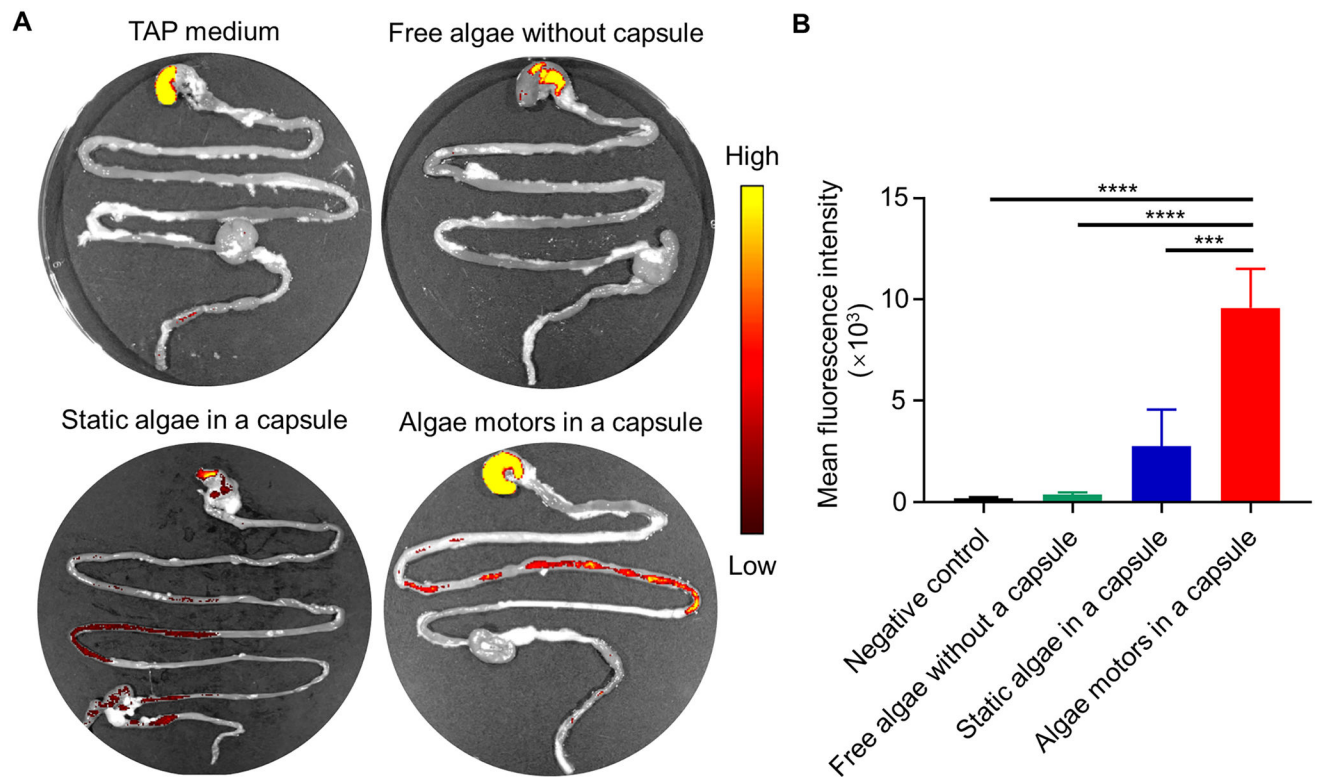 A
TAP medium
Free algae without capsule
Static algae in a capsule
Algae motors in a capsule
High
Low
B
Mean fluorescence intensity
(×10³)
15
10
5
0
****
****
***
Negative control
Free algae without a capsule
Static algae in a capsule
Algae motors in a capsule